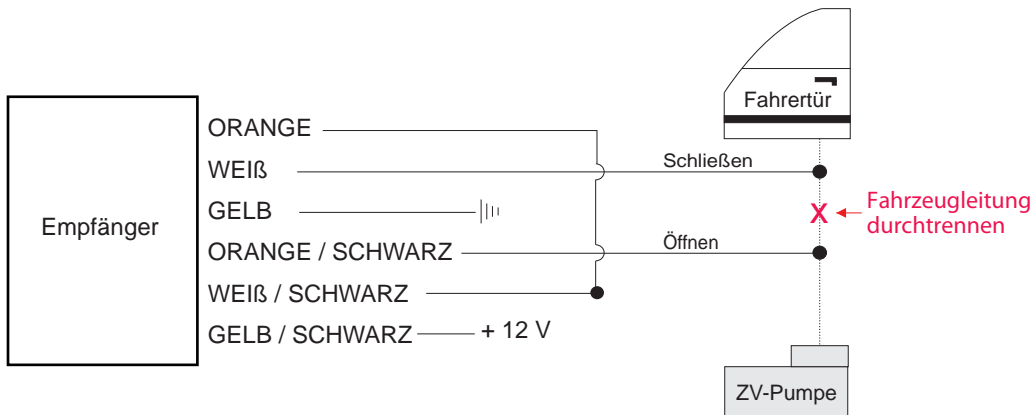 Fahrertür
ORANGE
WEIß
Schließen
GELB
Fahrzeugleitung
durchtrennen
X
Empfänger
ORANGE / SCHWARZ
Öffnen
WEIß / SCHWARZ
GELB / SCHWARZ
+ 12 V
ZV-Pumpe